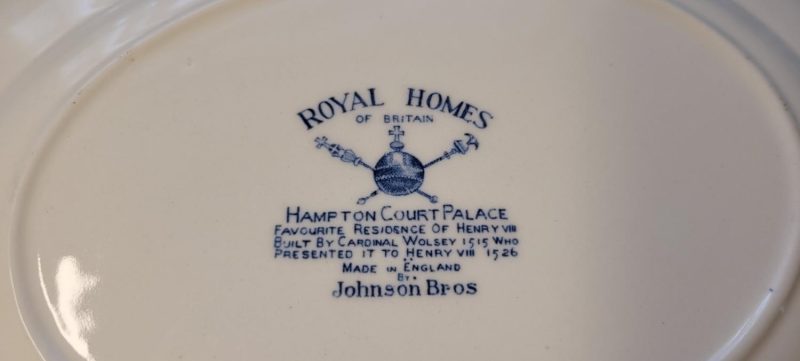 ROYAL HOMES
OF BRITAIN
HAMPTON COURT PALACE
FAVOURITE RESIDENCE OF HENRY VIII
BUILT BY CARDINAL WOLSEY 1515 WHO
PRESENTED IT TO HENRY VIII 1526
MADE IN ENGLAND
BY
Johnson Bros